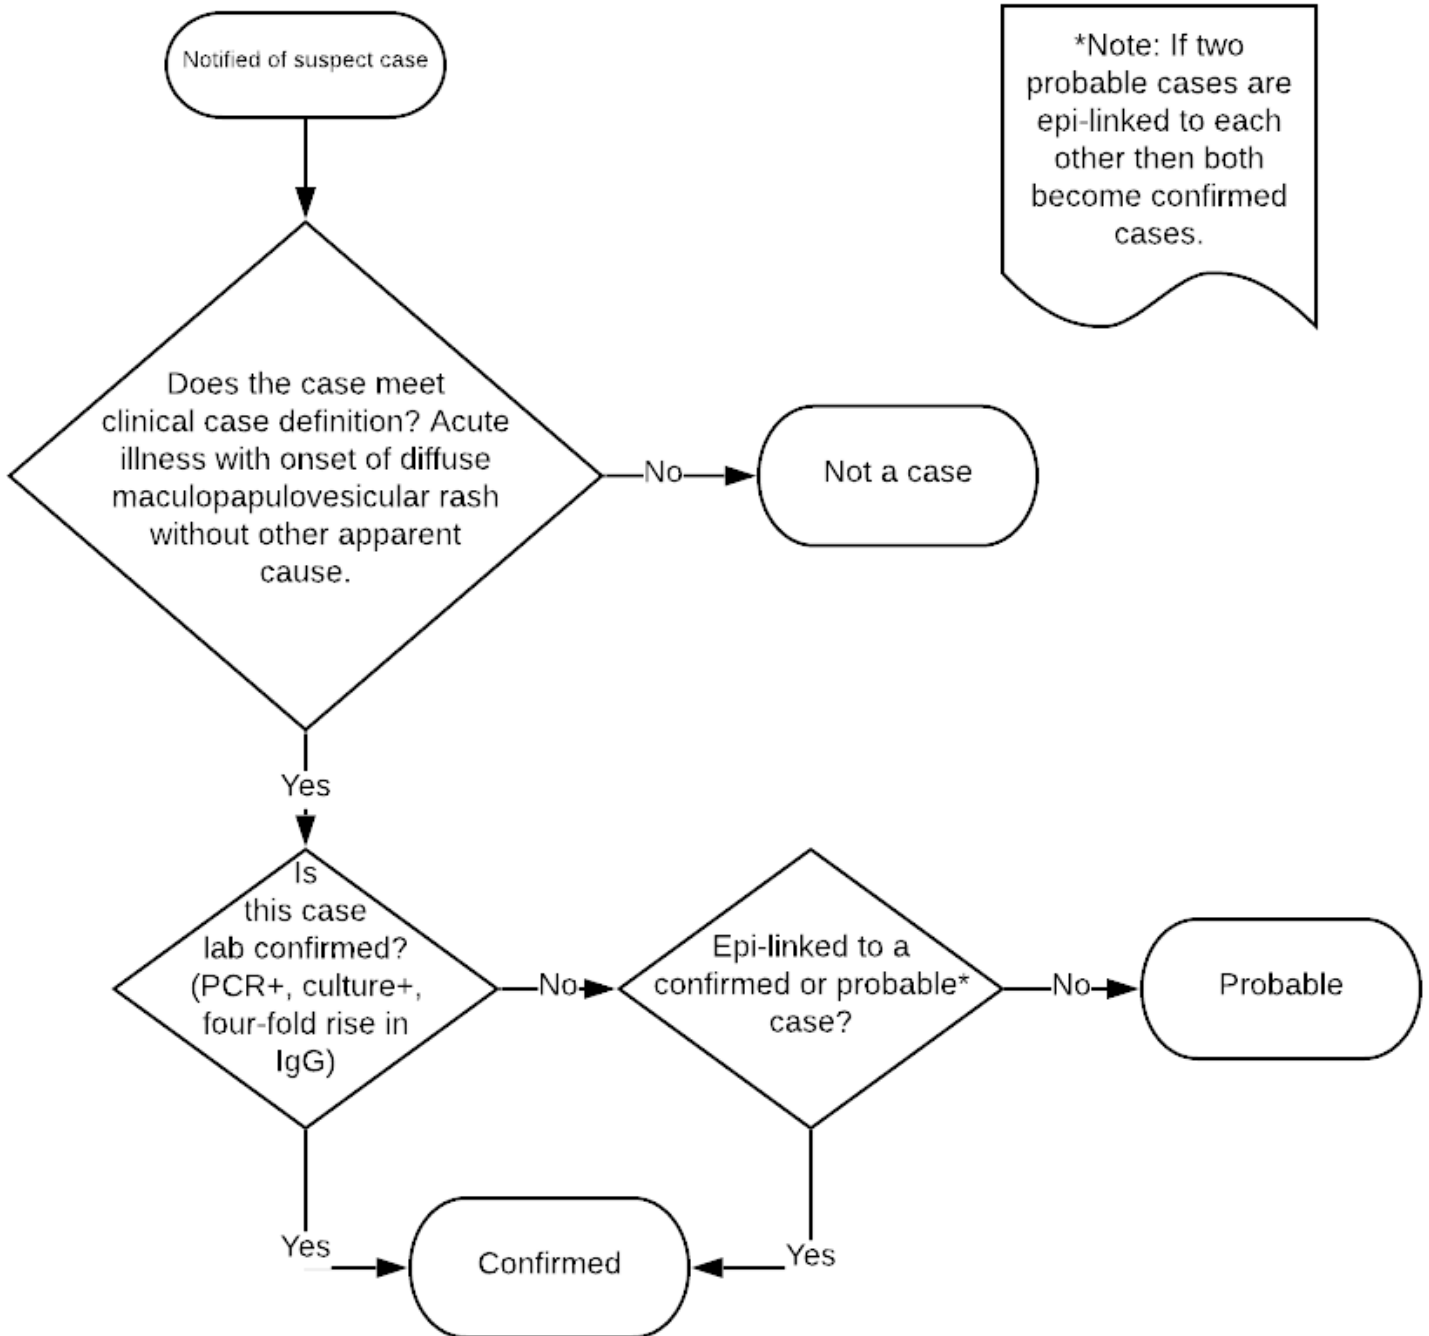 Notified of suspect case
*Note: If two
probable cases are
epi-linked to each
other then both
become confirmed
cases.
Does the case meet
clinical case definition? Acute
illness with onset of diffuse
maculopapulovesicular rash
without other apparent
cause.
No
Not a case
Yes
Is
this case
lab confirmed?
(PCR+, culture+,
four-fold rise in
IgG)
No
Epi-linked to a
confirmed or probable*
case?
No
Probable
Yes
Confirmed
Yes